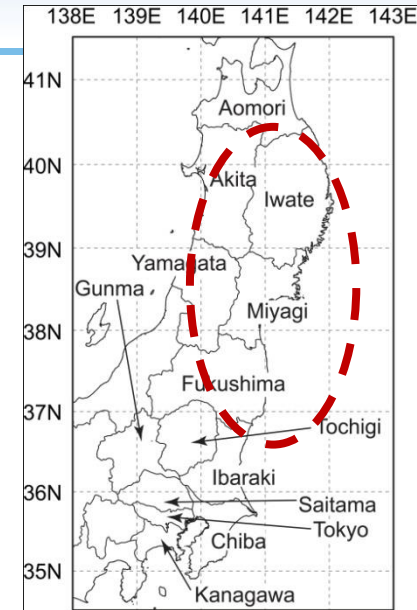 138E 139E 140E 141E 142E 143E
41N
Aomori
40N
Akita
Iwate
39N
Yamagata
Gunma
Miyagi
38N
Fukushima
37N
Tochigi
Ibaraki
36N
Saitama
Tokyo
Chiba
35N
Kanagawa